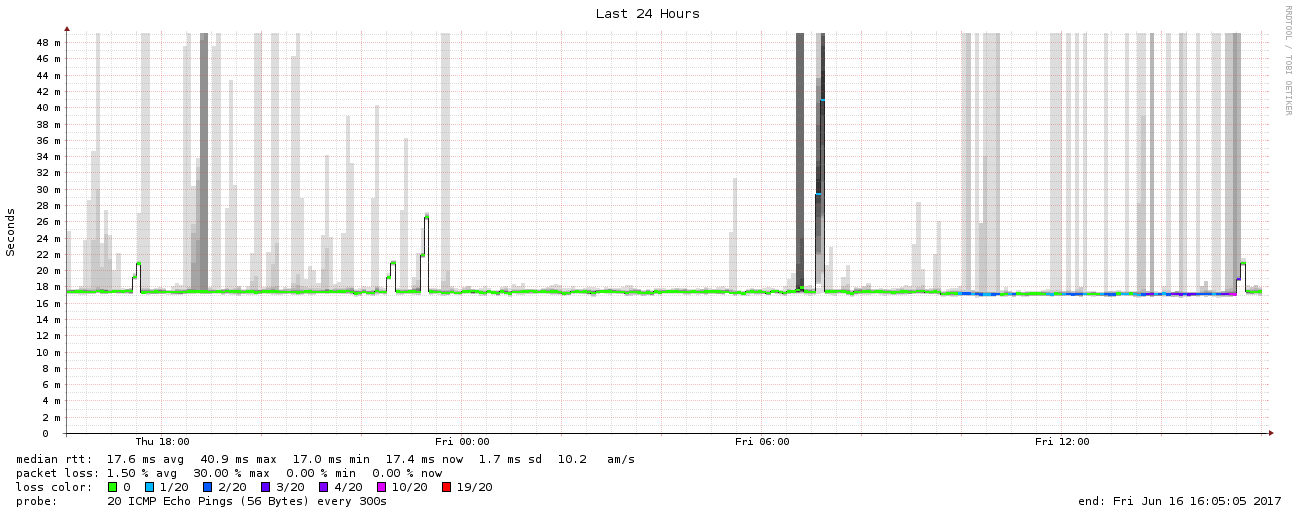 Last 24 Hours
RRDTOOL / TOBI OETIKER
Seconds
48 m
46 m
44 m
42 m
40 m
38 m
36 m
34 m
32 m
30 m
28 m
26 m
24 m
22 m
20 m
18 m
16 m
14 m
12 m
10 m
8 m
6 m
4 m
2 m
0
Thu 18:00 Fri 00:00 Fri 06:00 Fri 12:00
median rtt: 17.6 ms avg 40.9 ms max 17.0 ms min 17.4 ms now 1.7 ms sd 10.2 am/s
packet loss: 1.50 % avg 30.00 % max 0.00 % min 0.00 % now
loss color: 0 1/20 2/20 3/20 4/20 10/20 19/20
probe: 20 ICMP Echo Pings (56 Bytes) every 300s end: Fri Jun 16 16:05:05 2017